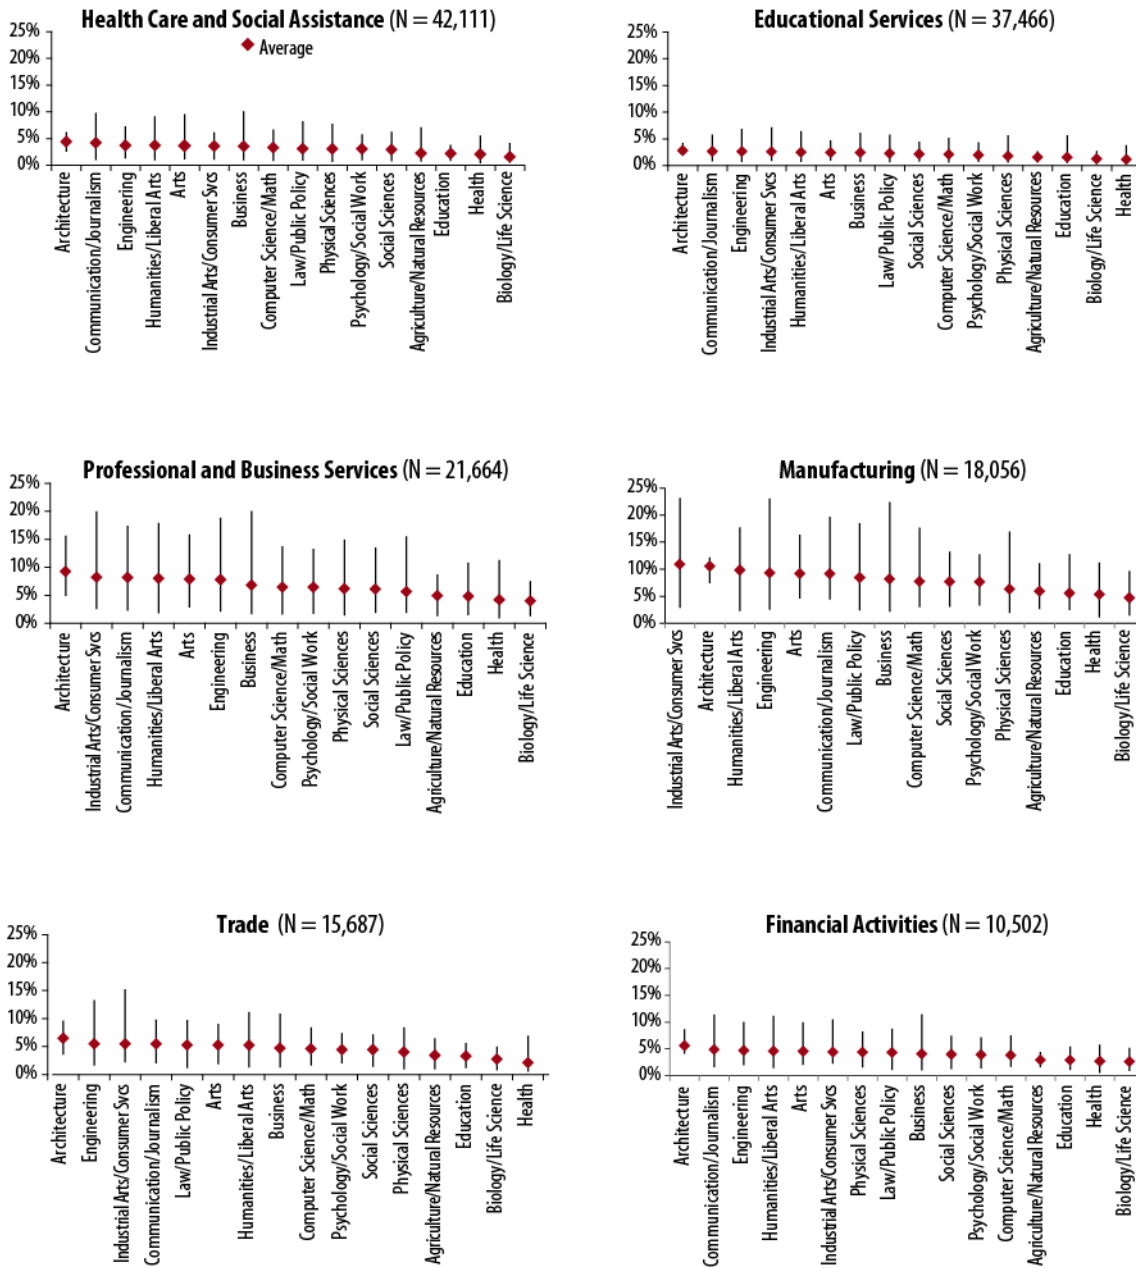 Health Care and Social Assistance (N = 42,111)
25%
20%
15%
10%
5%
0%
Average
Architecture
Communication/Journalism
Engineering
Humanities/Liberal Arts
Arts
Industrial Arts/Consumer Svcs
Business
Computer Science/Math
Law/Public Policy
Physical Sciences
Psychology/Social Work
Social Sciences
Agriculture/Natural Resources
Education
Health
Biology/Life Science
Educational Services (N = 37,466)
25%
20%
15%
10%
5%
0%
Architecture
Communication/Journalism
Engineering
Industrial Arts/Consumer Svcs
Humanities/Liberal Arts
Arts
Business
Law/Public Policy
Social Sciences
Computer Science/Math
Psychology/Social Work
Physical Sciences
Agriculture/Natural Resources
Education
Biology/Life Science
Health
Professional and Business Services (N = 21,664)
25%
20%
15%
10%
5%
0%
Architecture
Industrial Arts/Consumer Svcs
Communication/Journalism
Humanities/Liberal Arts
Arts
Engineering
Business
Computer Science/Math
Psychology/Social Work
Physical Sciences
Social Sciences
Law/Public Policy
Agriculture/Natural Resources
Education
Health
Biology/Life Science
Manufacturing (N = 18,056)
25%
20%
15%
10%
5%
0%
Industrial Arts/Consumer Svcs
Architecture
Humanities/Liberal Arts
Engineering
Arts
Communication/Journalism
Law/Public Policy
Business
Computer Science/Math
Social Sciences
Psychology/Social Work
Physical Sciences
Agriculture/Natural Resources
Education
Health
Biology/Life Science
Trade (N = 15,687)
25%
20%
15%
10%
5%
0%
Architecture
Engineering
Industrial Arts/Consumer Svcs
Communication/Journalism
Law/Public Policy
Arts
Humanities/Liberal Arts
Business
Computer Science/Math
Psychology/Social Work
Social Sciences
Physical Sciences
Agriculture/Natural Resources
Education
Biology/Life Science
Health
Financial Activities (N = 10,502)
25%
20%
15%
10%
5%
0%
Architecture
Communication/Journalism
Engineering
Humanities/Liberal Arts
Arts
Industrial Arts/Consumer Svcs
Physical Sciences
Law/Public Policy
Business
Social Sciences
Psychology/Social Work
Computer Science/Math
Agriculture/Natural Resources
Education
Health
Biology/Life Science